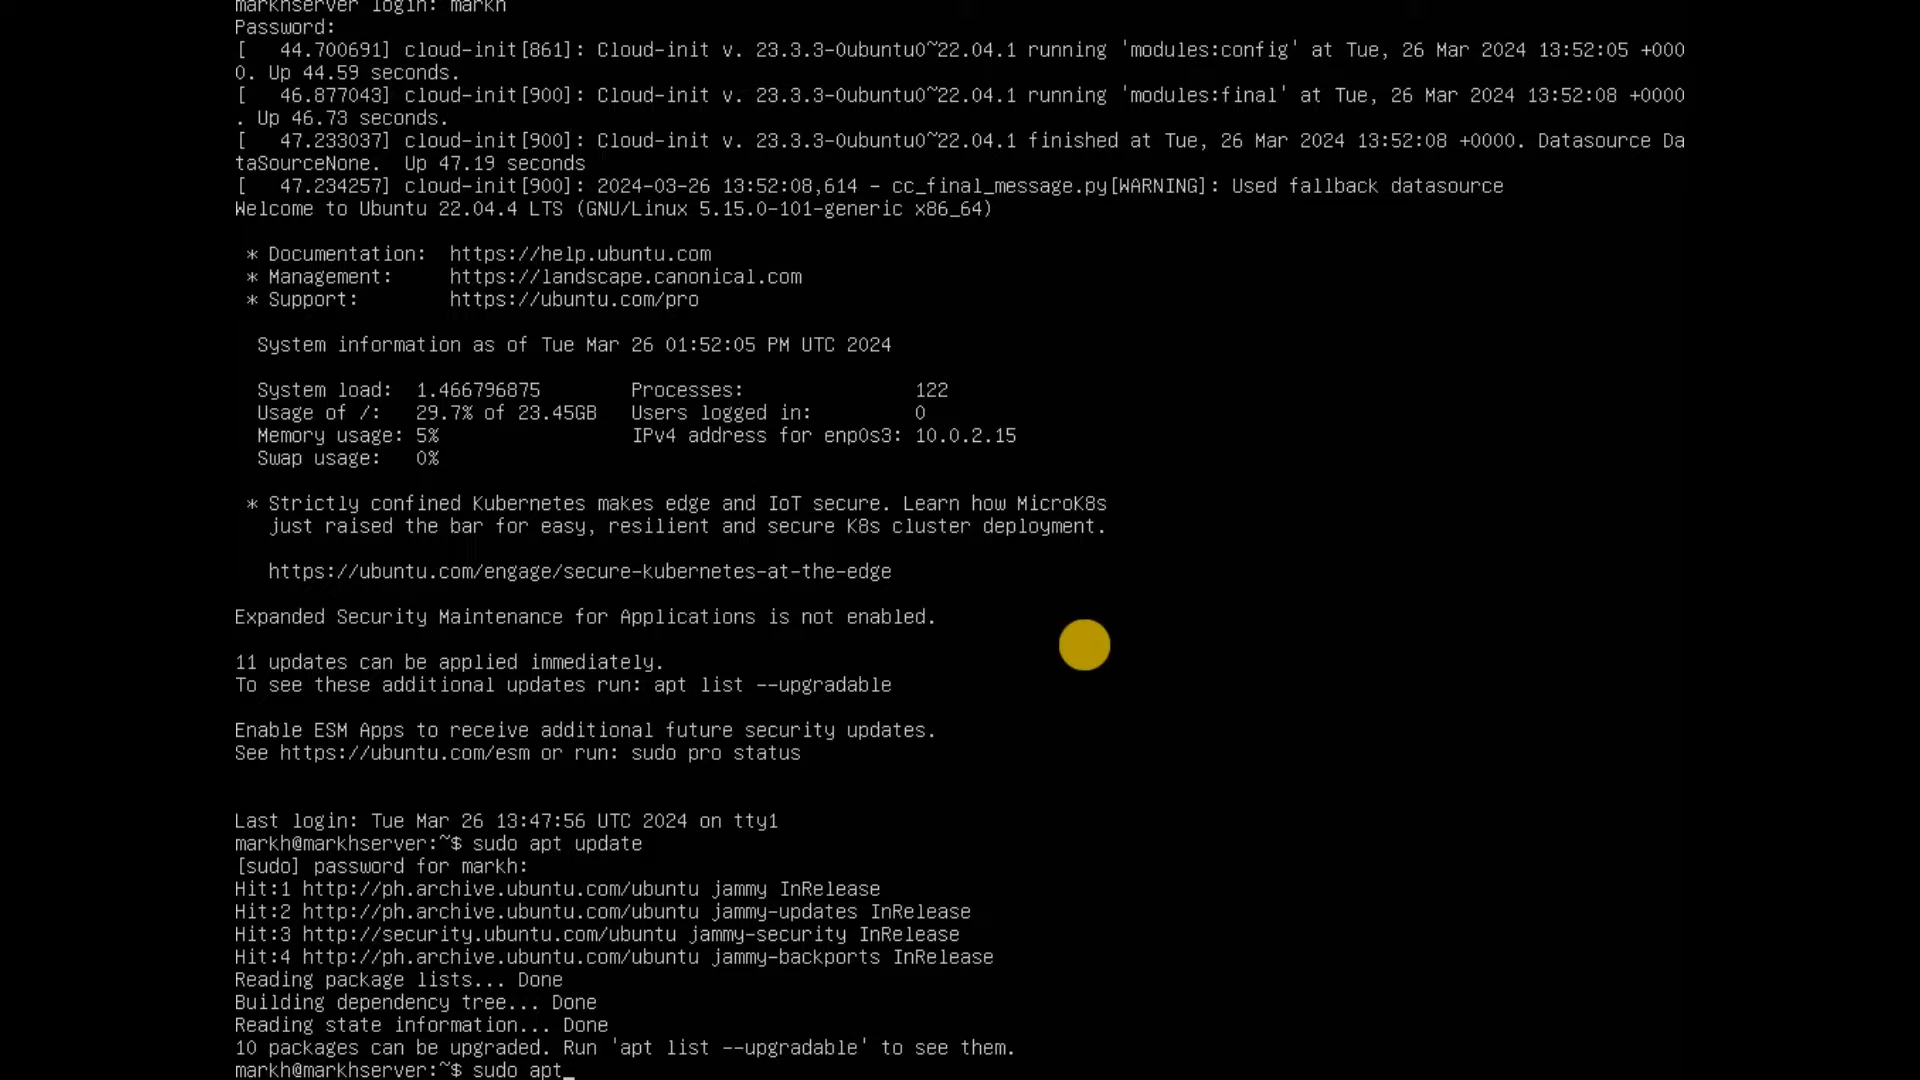 markhserver login: markh
Password:
[   44.700691] cloud-init[861]: Cloud-init v. 23.3.3-0ubuntu0~22.04.1 running 'modules:config' at Tue, 26 Mar 2024 13:52:05 +000
0. Up 44.59 seconds.
[   46.877043] cloud-init[900]: Cloud-init v. 23.3.3-0ubuntu0~22.04.1 running 'modules:final' at Tue, 26 Mar 2024 13:52:08 +0000
. Up 46.73 seconds.
[   47.233037] cloud-init[900]: Cloud-init v. 23.3.3-0ubuntu0~22.04.1 finished at Tue, 26 Mar 2024 13:52:08 +0000. Datasource Da
taSourceNone.  Up 47.19 seconds
[   47.234257] cloud-init[900]: 2024-03-26 13:52:08,614 - cc_final_message.py[WARNING]: Used fallback datasource
Welcome to Ubuntu 22.04.4 LTS (GNU/Linux 5.15.0-101-generic x86_64)
* Documentation:  https://help.ubuntu.com
* Management:     https://landscape.canonical.com
* Support:        https://ubuntu.com/pro
System information as of Tue Mar 26 01:52:05 PM UTC 2024
System load:  1.466796875        Processes:               122
Usage of /:   29.7% of 23.45GB   Users logged in:         0
Memory usage: 5%                 IPv4 address for enp0s3: 10.0.2.15
Swap usage:   0%
* Strictly confined Kubernetes makes edge and IoT secure. Learn how MicroK8s
just raised the bar for easy, resilient and secure K8s cluster deployment.
https://ubuntu.com/engage/secure-kubernetes-at-the-edge
Expanded Security Maintenance for Applications is not enabled.
11 updates can be applied immediately.
To see these additional updates run: apt list --upgradable
Enable ESM Apps to receive additional future security updates.
See https://ubuntu.com/esm or run: sudo pro status
Last login: Tue Mar 26 13:47:56 UTC 2024 on tty1
markh@markhserver:~$ sudo apt update
[sudo] password for markh:
Hit:1 http://ph.archive.ubuntu.com/ubuntu jammy InRelease
Hit:2 http://ph.archive.ubuntu.com/ubuntu jammy-updates InRelease
Hit:3 http://security.ubuntu.com/ubuntu jammy-security InRelease
Hit:4 http://ph.archive.ubuntu.com/ubuntu jammy-backports InRelease
Reading package lists... Done
Building dependency tree... Done
Reading state information... Done
10 packages can be upgraded. Run 'apt list --upgradable' to see them.
markh@markhserver:~$ sudo apt_